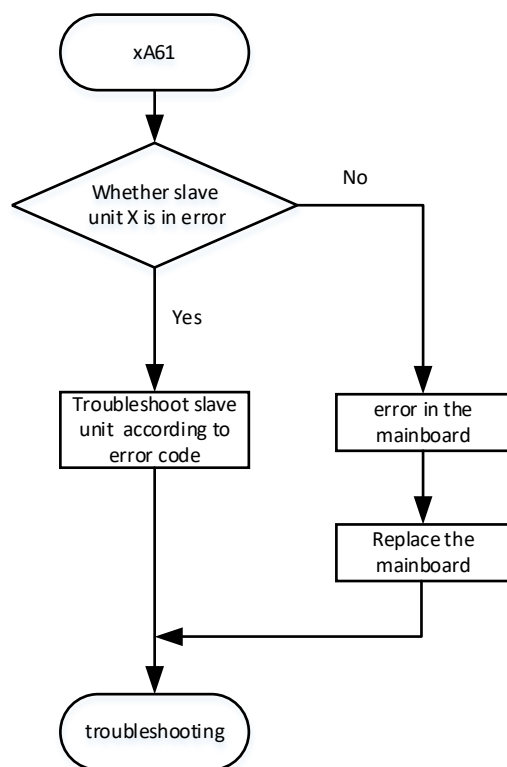 xA61
Whether slave
unit X is in error
No
Yes
Troubleshoot slave
unit according to
error code
error in the
mainboard
Replace the
mainboard
troubleshooting